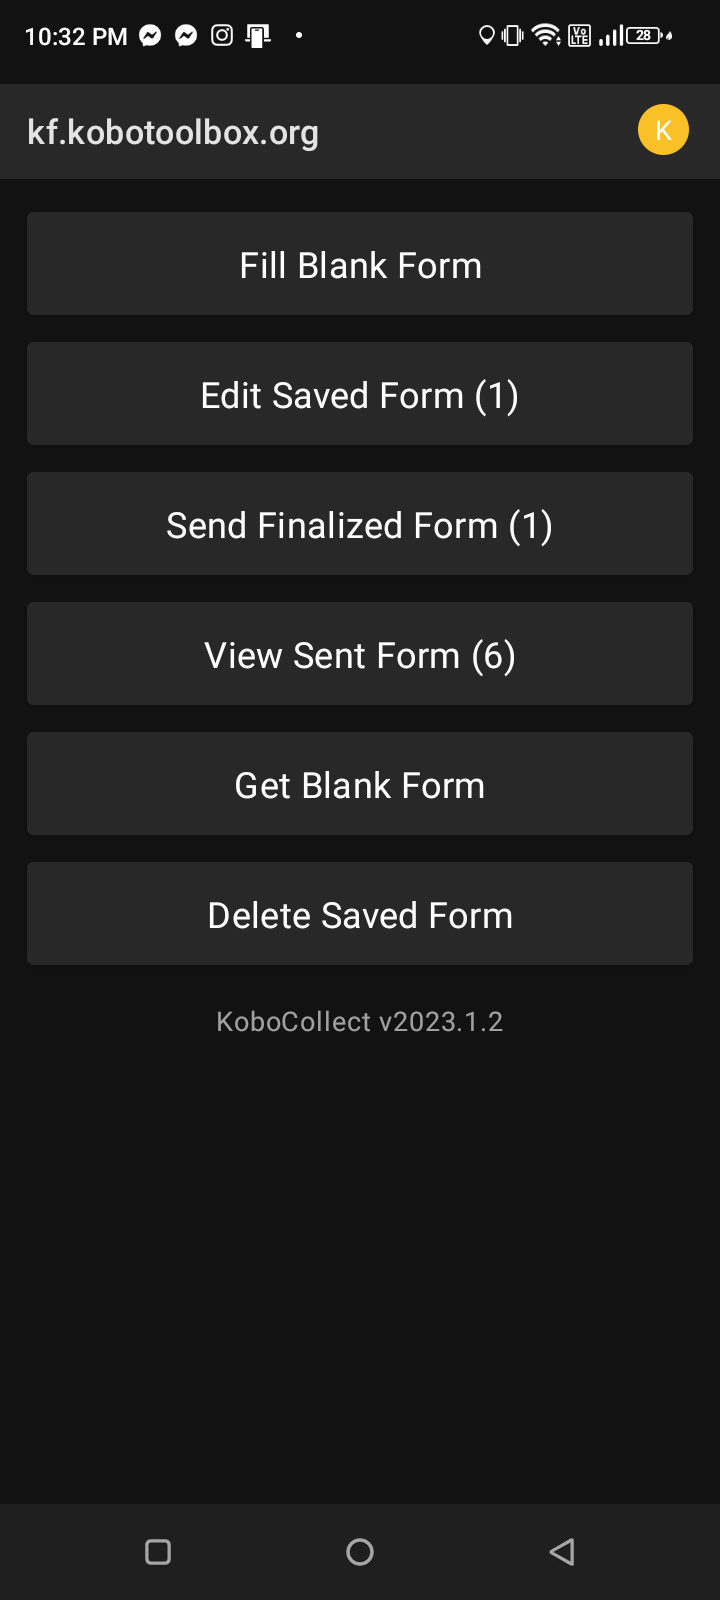 10:32 PM
Vo
LTE
28
kf.kobotoolbox.org
K
Fill Blank Form
Edit Saved Form (1)
Send Finalized Form (1)
View Sent Form (6)
Get Blank Form
Delete Saved Form
KoboCollect v2023.1.2